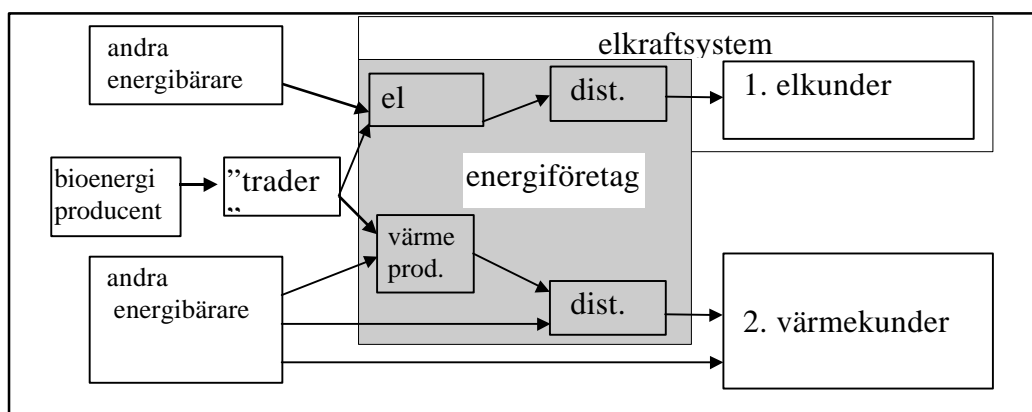 elkraftsystem
andra
energibärare
el
dist.
1. elkunder
bioenergi
producent
”trader
”
energiföretag
värme
prod.
andra
energibärare
dist.
2. värmekunder